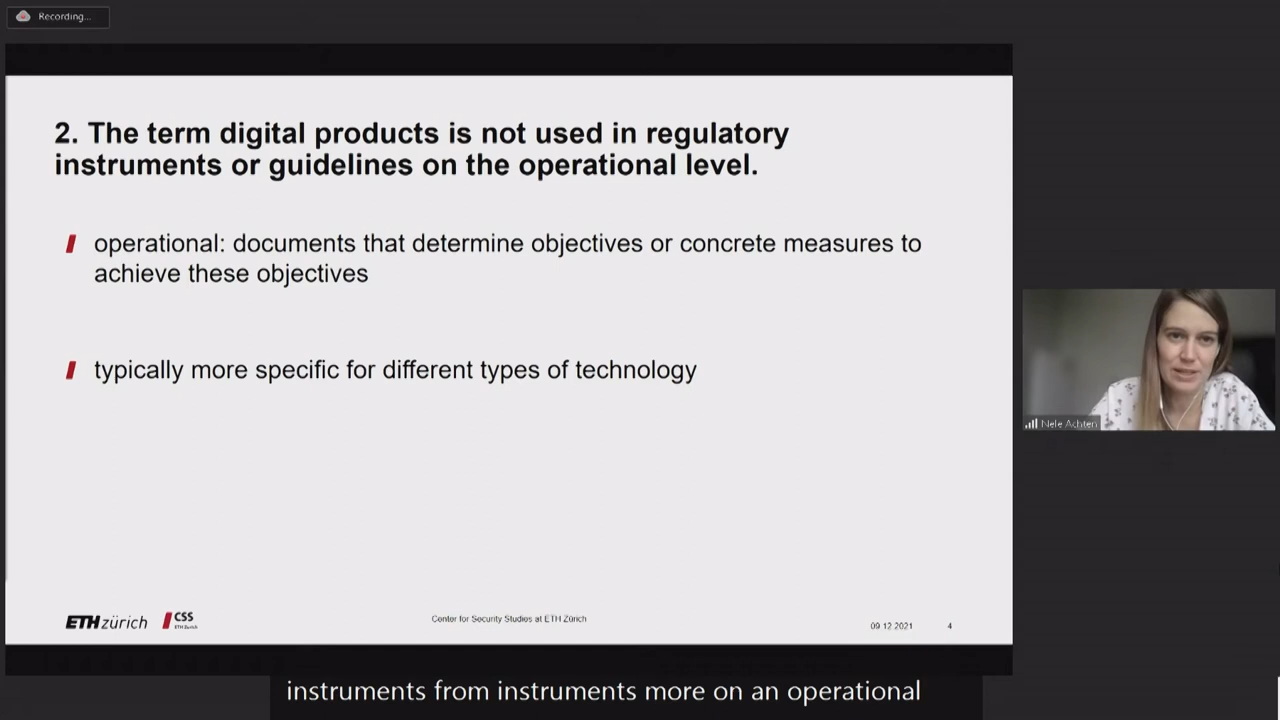 Recording...
2. The term digital products is not used in regulatory
instruments or guidelines on the operational level.
operational: documents that determine objectives or concrete measures to
achieve these objectives
typically more specific for different types of technology
Nele Achten
ETH zürich
CSS
ETH Zürich
Center for Security Studies at ETH Zürich
09.12.2021
4
instruments from instruments more on an operational